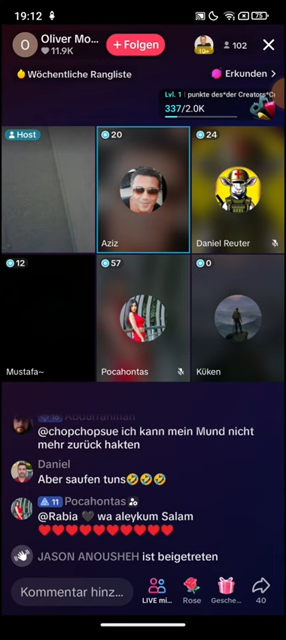 19:12
75
Oliver Mo...
11.9K
+ Folgen
102
Wöchentliche Rangliste
Erkunden >
Lvl. 1 | punkte des*der Creators*C
337/2.0K
Host
20
24
Aziz
Daniel Reuter
12
57
0
Mustafa~
Pocahontas
Küken
Abdurrahman
@chopchopsue ich kann mein Mund nicht
mehr zurück hakten
Daniel
Aber saufen tuns🤣🤣🤣
11 Pocahontas
@Rabia 🖤 wa aleykum Salam
♥️♥️♥️♥️♥️♥️♥️♥️♥️♥️♥️
JASON ANOUSHEH ist beigetreten
Kommentar hinz...
LIVE mi...
Rose
Gesche...
40